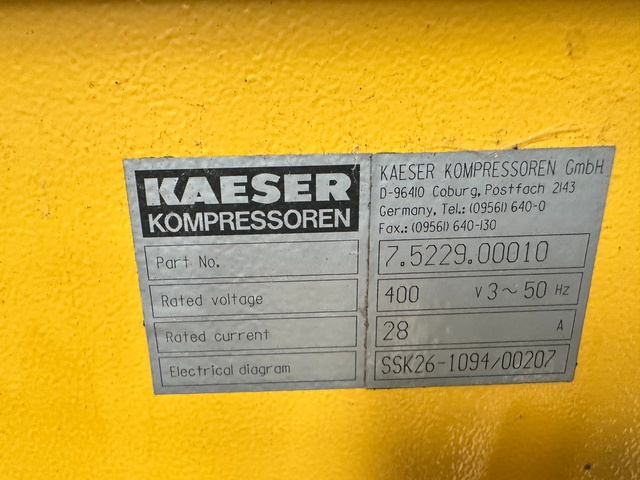 KAESER
KOMPRESSOREN
KAESER KOMPRESSOREN GmbH
D-96410 Coburg, Postfach 2143
Germany, Tel.: (09561) 640-0
Fax.: (09561) 640-130
Part No. 7.5229.00010
Rated voltage 400 V 3~ 50 Hz
Rated current 28 A
Electrical diagram SSK26-1094/00207